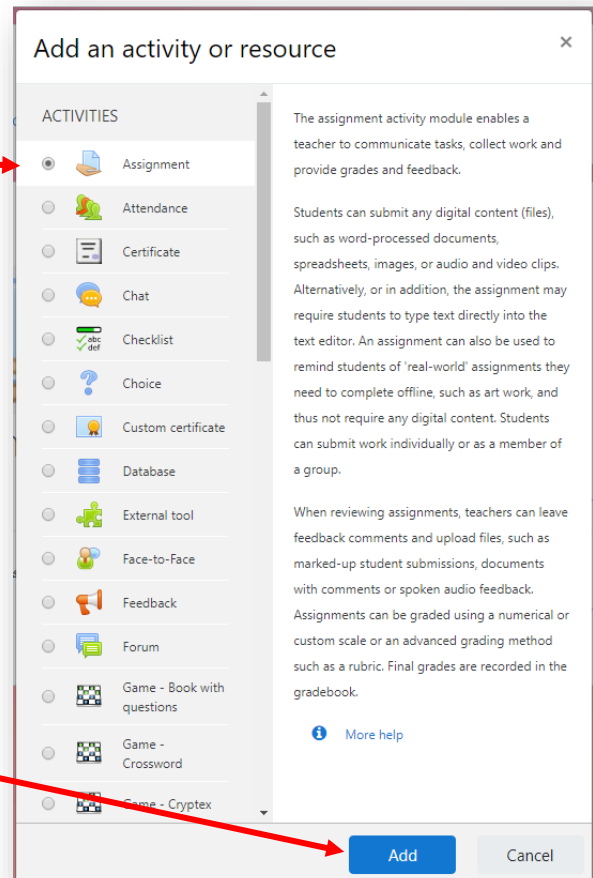 Add an activity or resource
×
ACTIVITIES
Assignment
Attendance
Certificate
Chat
abc
def
Checklist
Choice
Custom certificate
Database
External tool
Face-to-Face
Feedback
Forum
Game - Book with
questions
Game -
Crossword
Game - Cryptex
The assignment activity module enables a
teacher to communicate tasks, collect work and
provide grades and feedback.
Students can submit any digital content (files),
such as word-processed documents,
spreadsheets, images, or audio and video clips.
Alternatively, or in addition, the assignment may
require students to type text directly into the
text editor. An assignment can also be used to
remind students of 'real-world' assignments they
need to complete offline, such as art work, and
thus not require any digital content. Students
can submit work individually or as a member of
a group.
When reviewing assignments, teachers can leave
feedback comments and upload files, such as
marked-up student submissions, documents
with comments or spoken audio feedback.
Assignments can be graded using a numerical or
custom scale or an advanced grading method
such as a rubric. Final grades are recorded in the
gradebook.
More help
Add
Cancel